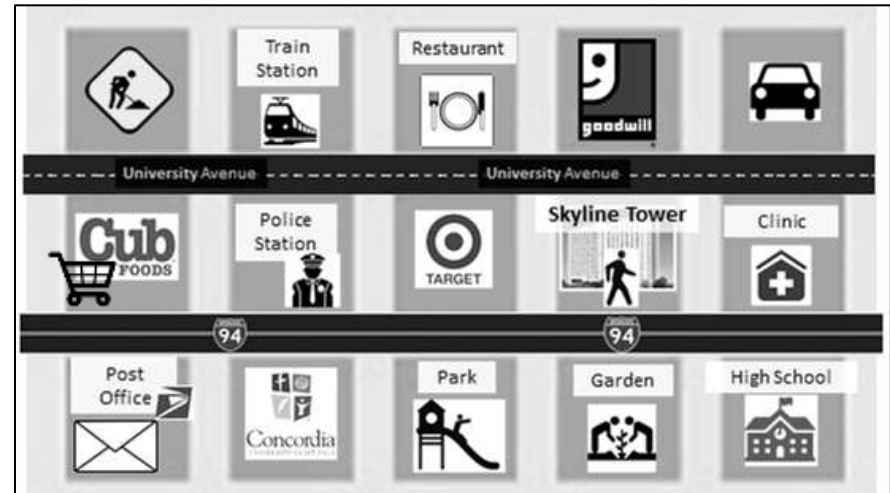 Train
Station
Restaurant
goodwill
University Avenue
University Avenue
Cub
FOODS
Police
Station
TARGET
Skyline Tower
Clinic
94
94
Post
Office
Concordia
Park
Garden
High School